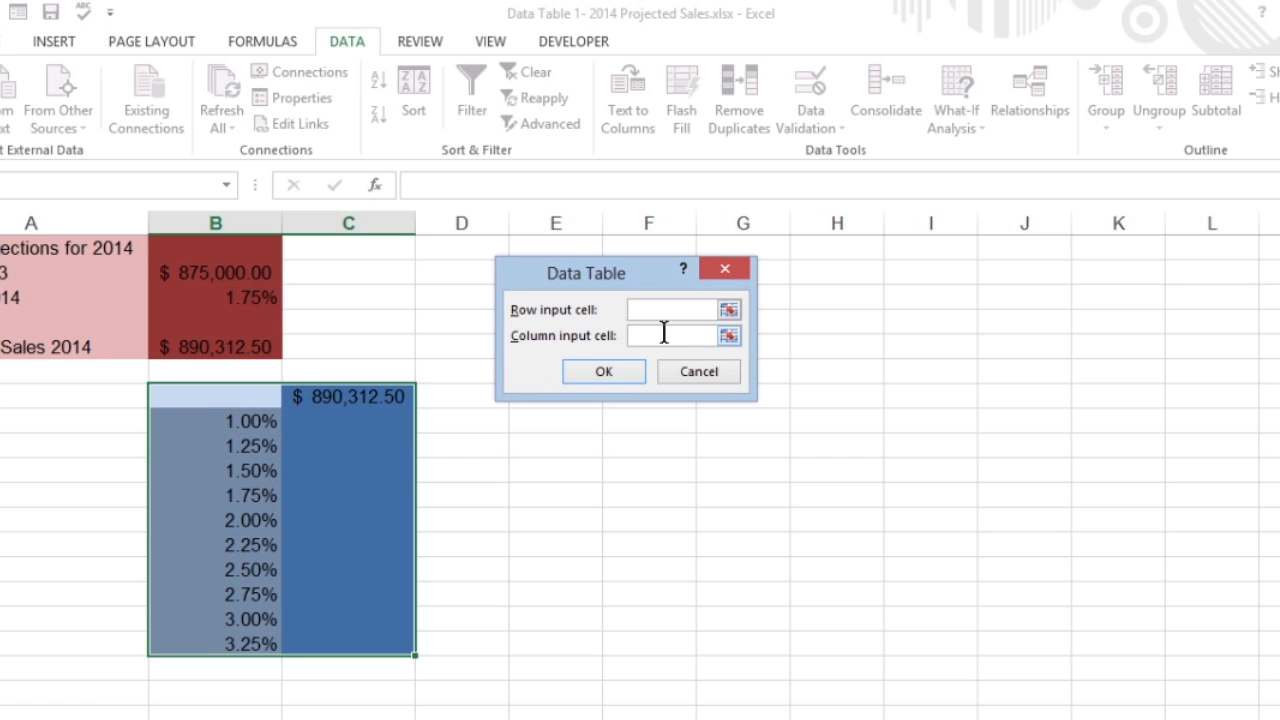 Data Table 1- 2014 Projected Sales.xlsx - Excel
?
ABC
INSERT PAGE LAYOUT FORMULAS DATA REVIEW VIEW DEVELOPER
From Other Sources
Existing Connections
Refresh All
Connections
Properties
Edit Links
Sort
Filter
Clear
Reapply
Advanced
Text to Columns
Flash Fill
Remove Duplicates
Data Validation
Consolidate
What-If Analysis
Relationships
Group
Ungroup
Subtotal
t External Data
Connections
Sort & Filter
Data Tools
Outline
fx
A B C D E F G H I J K L
ections for 2014
3 $ 875,000.00
14 1.75%
Sales 2014 $ 890,312.50
$ 890,312.50
1.00%
1.25%
1.50%
1.75%
2.00%
2.25%
2.50%
2.75%
3.00%
3.25%
Data Table ?
Row input cell:
Column input cell:
OK Cancel